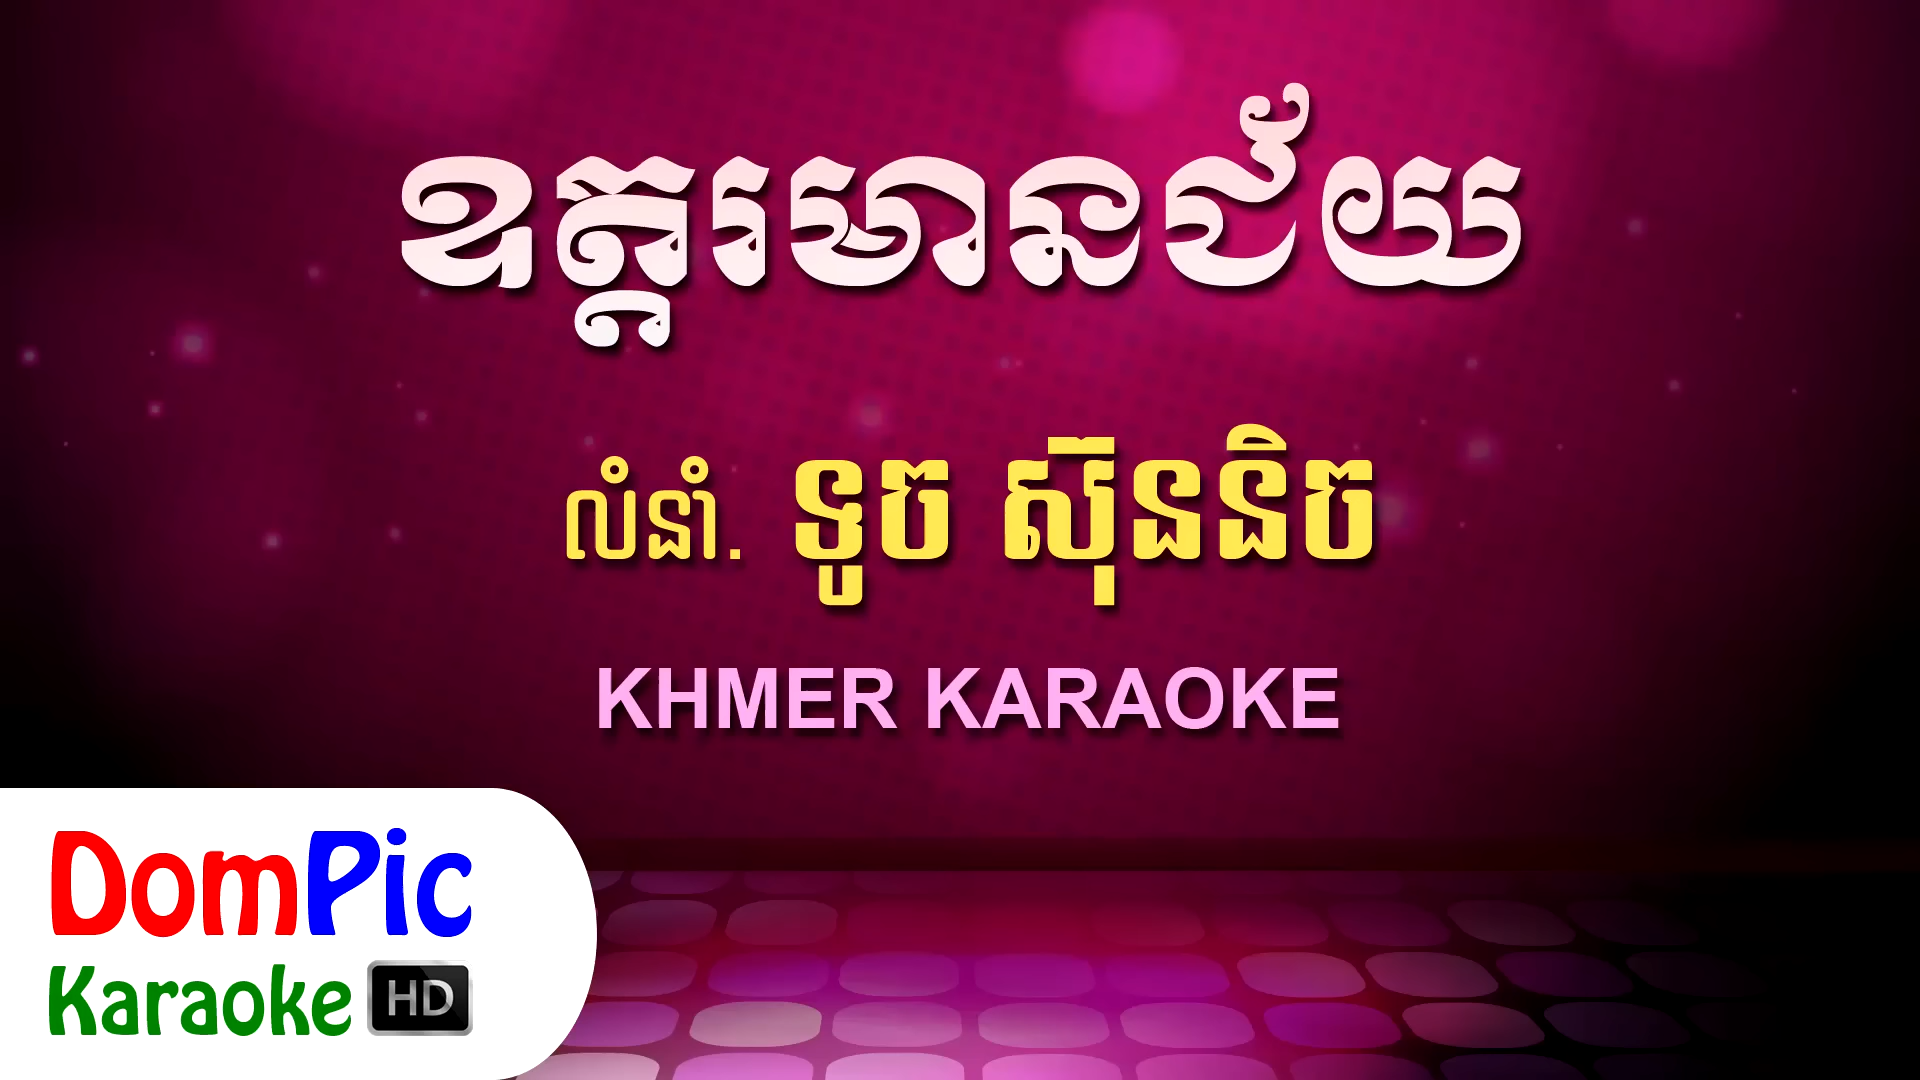 ឧត្តរមានជ័យ
លំនាំ. ទូច ស៊ុននិច
KHMER KARAOKE
DomPic
Karaoke HD